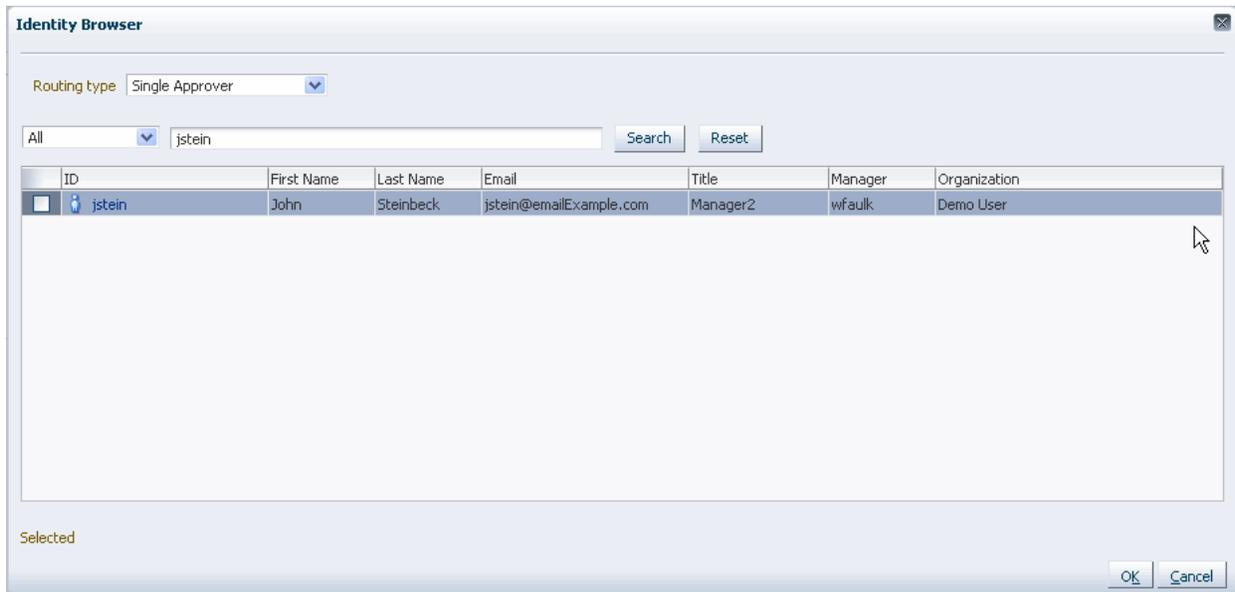 Identity Browser
Routing type Single Approver
All jstein Search Reset
ID First Name Last Name Email Title Manager Organization
jstein John Steinbeck jstein@emailExample.com Manager2 wfaulk Demo User
Selected
OK Cancel